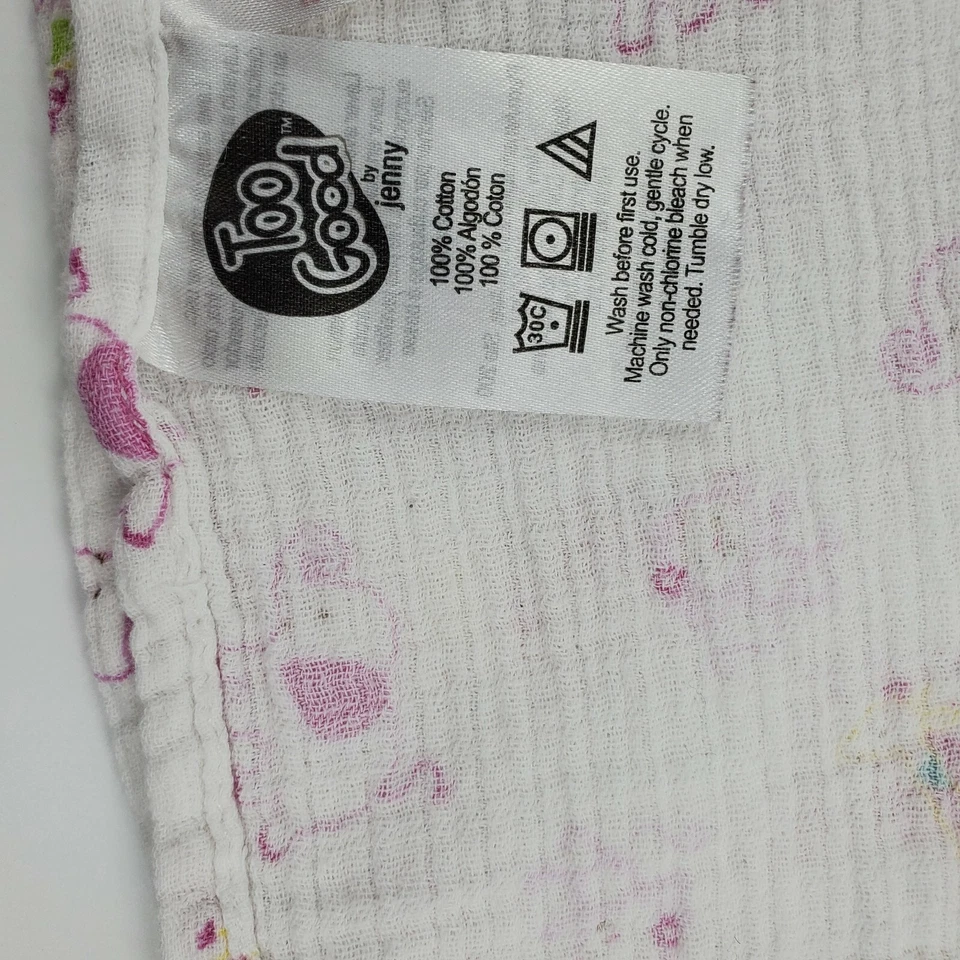 Too
Good™
by
jenny
100% Cotton
100% Algodón
100 % Coton
30C
Wash before first use.
Machine wash cold, gentle cycle.
Only non-chlorine bleach when
needed. Tumble dry low.